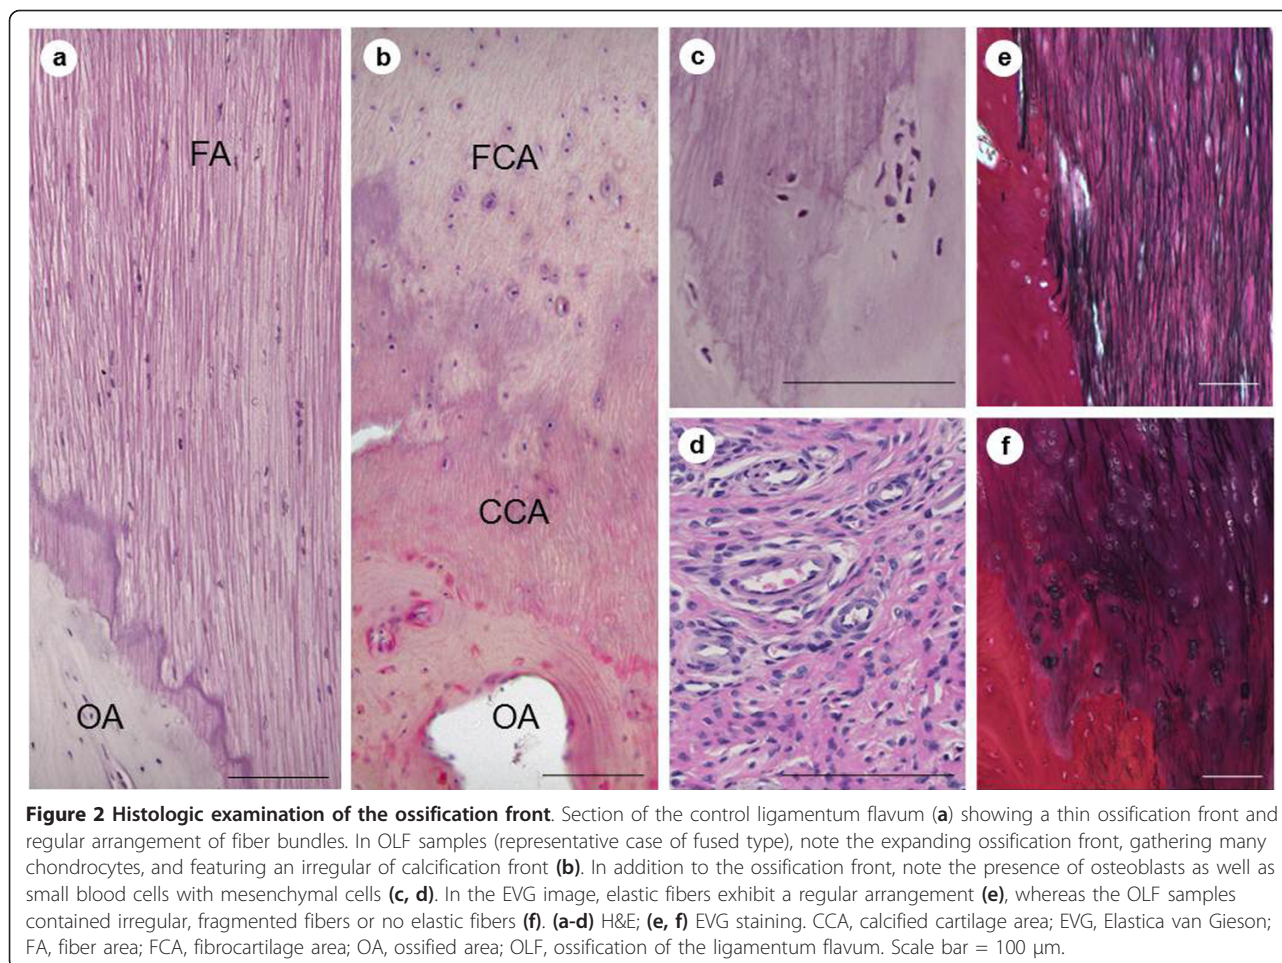 a
b
c
e
FA
FCA
d
f
CCA
OA
OA
Figure 2 Histologic examination of the ossification front. Section of the control ligamentum flavum (a) showing a thin ossification front and
regular arrangement of fiber bundles. In OLF samples (representative case of fused type), note the expanding ossification front, gathering many
chondrocytes, and featuring an irregular of calcification front (b). In addition to the ossification front, note the presence of osteoblasts as well as
small blood cells with mesenchymal cells (c, d). In the EVG image, elastic fibers exhibit a regular arrangement (e), whereas the OLF samples
contained irregular, fragmented fibers or no elastic fibers (f). (a-d) H&E; (e, f) EVG staining. CCA, calcified cartilage area; EVG, Elastica van Gieson;
FA, fiber area; FCA, fibrocartilage area; OA, ossified area; OLF, ossification of the ligamentum flavum. Scale bar = 100 μm.